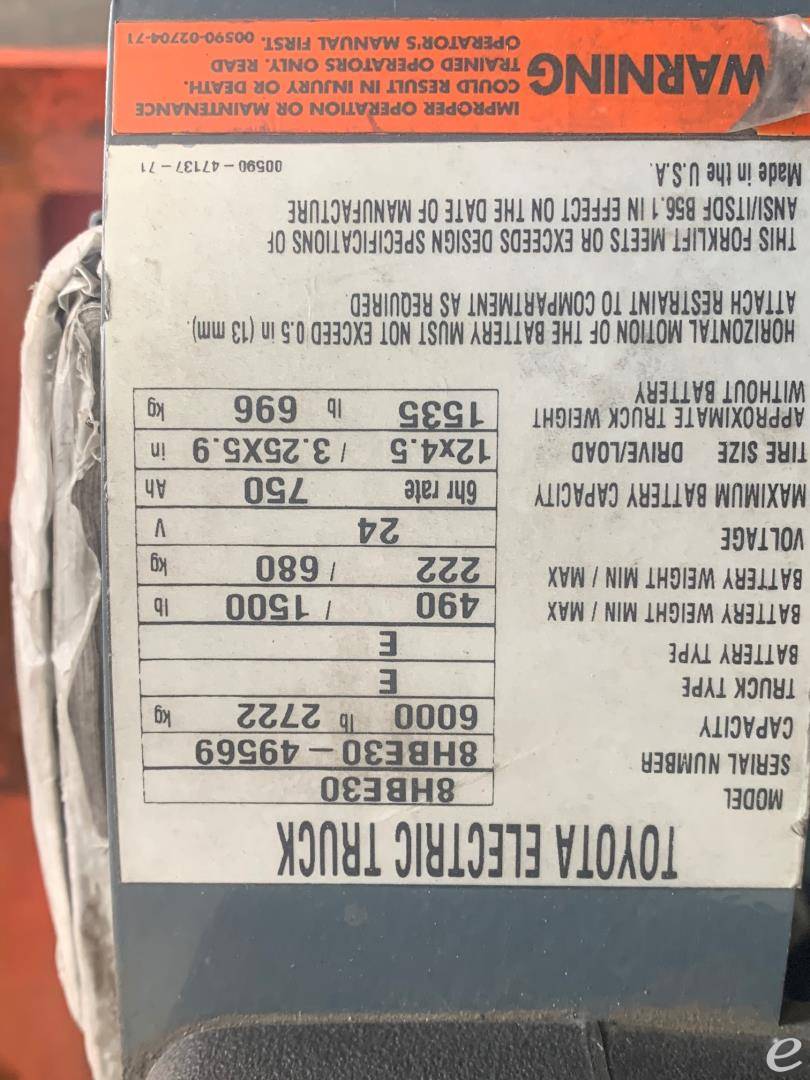 TOYOTA ELECTRIC TRUCK
MODEL 8HBE30
SERIAL NUMBER 8HBE30-49569
CAPACITY 6000 lb 2722 kg
TRUCK TYPE E
BATTERY TYPE E
BATTERY WEIGHT MIN / MAX 490 / 1500 lb
BATTERY WEIGHT MIN / MAX 222 / 680 kg
VOLTAGE 24 V
MAXIMUM BATTERY CAPACITY 6hr rate 750 Ah
TIRE SIZE DRIVE/LOAD 12x4.5 / 3.25X5.9 in
APPROXIMATE TRUCK WEIGHT 1535 lb 696 kg
WITHOUT BATTERY
HORIZONTAL MOTION OF THE BATTERY MUST NOT EXCEED 0.5 in (13 mm).
ATTACH RESTRAINT TO COMPARTMENT AS REQUIRED
THIS FORKLIFT MEETS OR EXCEEDS DESIGN SPECIFICATIONS OF
ANSI/ITSDF B56.1 IN EFFECT ON THE DATE OF MANUFACTURE
Made in the U.S.A. 00590-47137-71
WARNING
IMPROPER OPERATION OR MAINTENANCE
COULD RESULT IN INJURY OR DEATH.
TRAINED OPERATORS ONLY. READ
OPERATOR'S MANUAL FIRST. 00590-02704-71
e